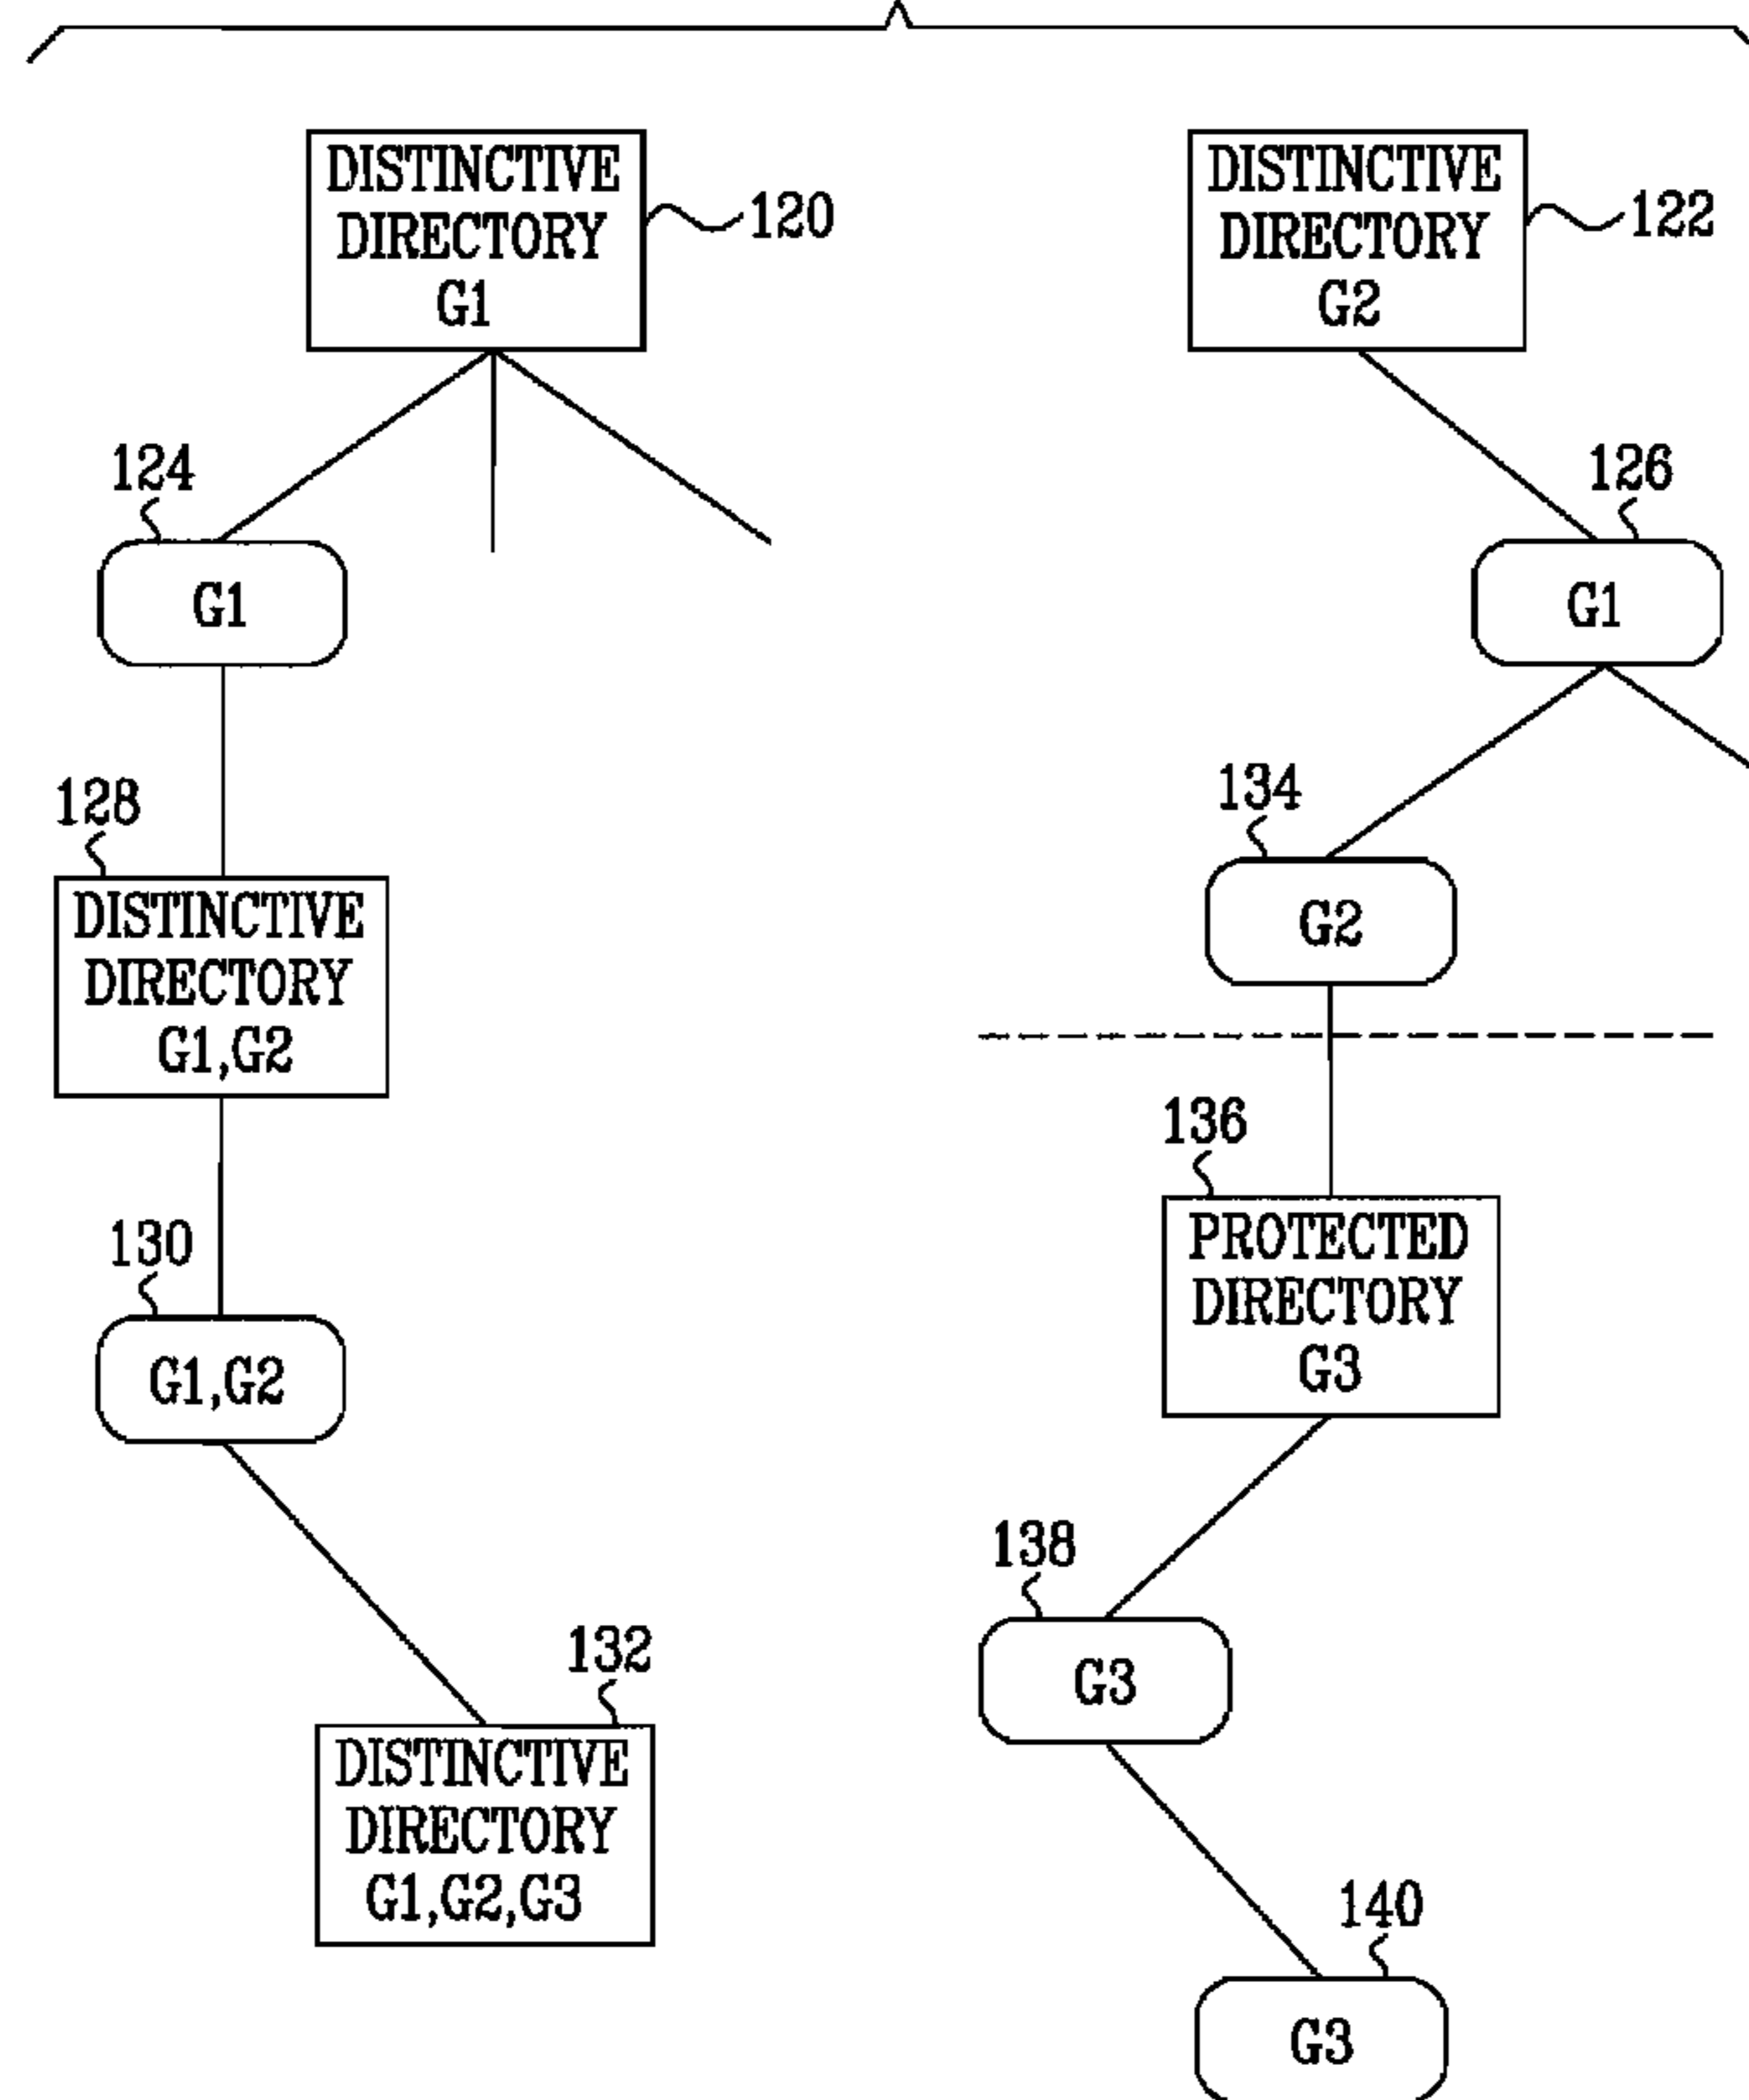 DISTINCTIVE
DIRECTORY
G1
120
DISTINCTIVE
DIRECTORY
G2
122
124
G1
126
G1
128
DISTINCTIVE
DIRECTORY
G1,G2
134
G2
130
G1,G2
136
PROTECTED
DIRECTORY
G3
138
G3
132
DISTINCTIVE
DIRECTORY
G1,G2,G3
140
G3